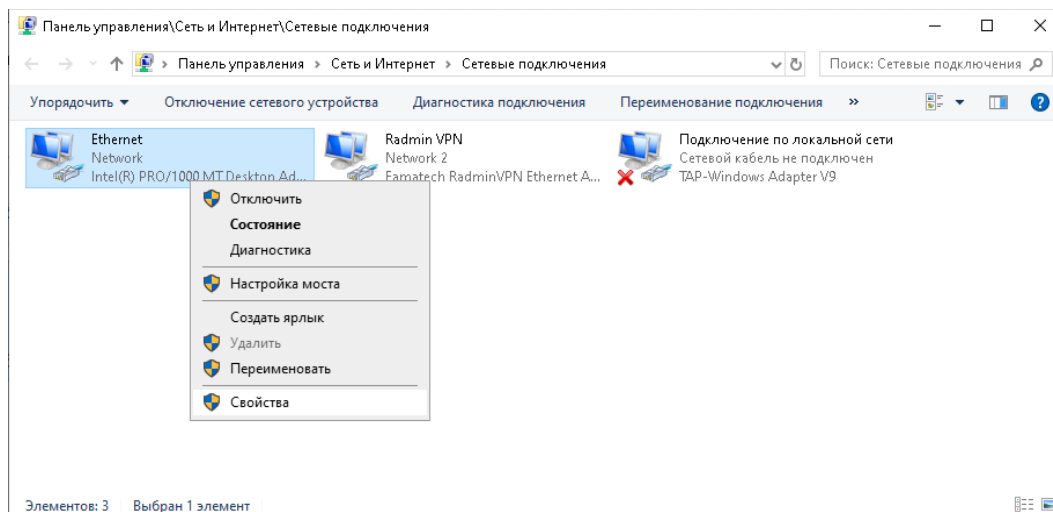 Панель управления\Сеть и Интернет\Сетевые подключения
Панель управления > Сеть и Интернет > Сетевые подключения
Поиск: Сетевые подключения
Упорядочить Отключение сетевого устройства Диагностика подключения Переименование подключения »
Ethernet
Network
Intel(R) PRO/1000 MT Desktop Ad...
Radmin VPN
Network 2
Famatech RadminVPN Ethernet A...
Подключение по локальной сети
Сетевой кабель не подключен
TAP-Windows Adapter V9
Отключить
Состояние
Диагностика
Настройка моста
Создать ярлык
Удалить
Переименовать
Свойства
Элементов: 3 Выбран 1 элемент